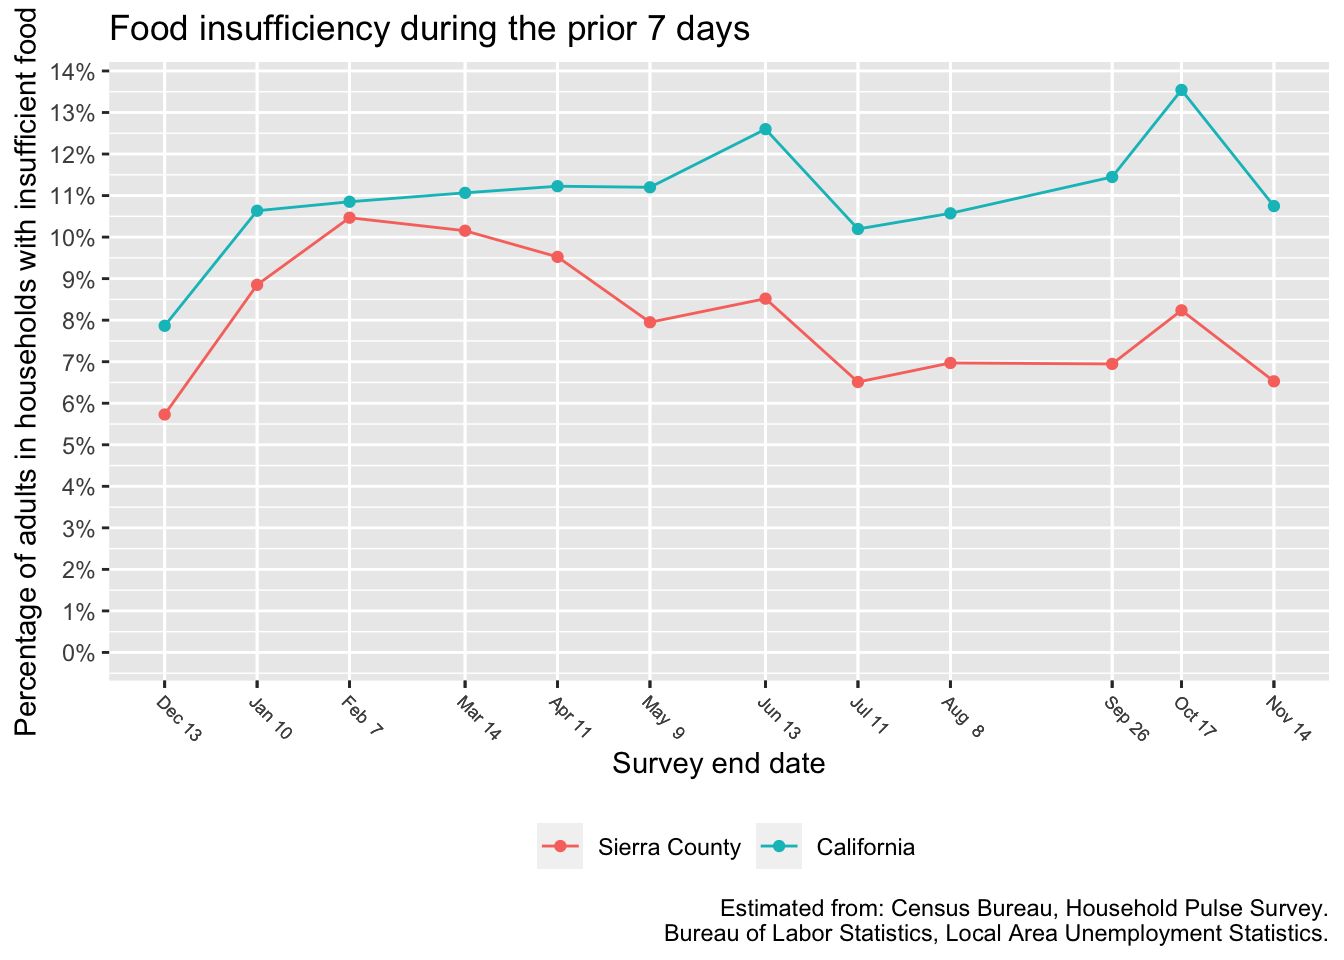 Food insufficiency during the prior 7 days
Percentage of adults in households with insufficient food
14%
13%
12%
11%
10%
9%
8%
7%
6%
5%
4%
3%
2%
1%
0%
Dec 13
Jan 10
Feb 7
Mar 14
Apr 11
May 9
Jun 13
Jul 11
Aug 8
Sep 26
Oct 17
Nov 14
Survey end date
Sierra County
California
Estimated from: Census Bureau, Household Pulse Survey.
Bureau of Labor Statistics, Local Area Unemployment Statistics.